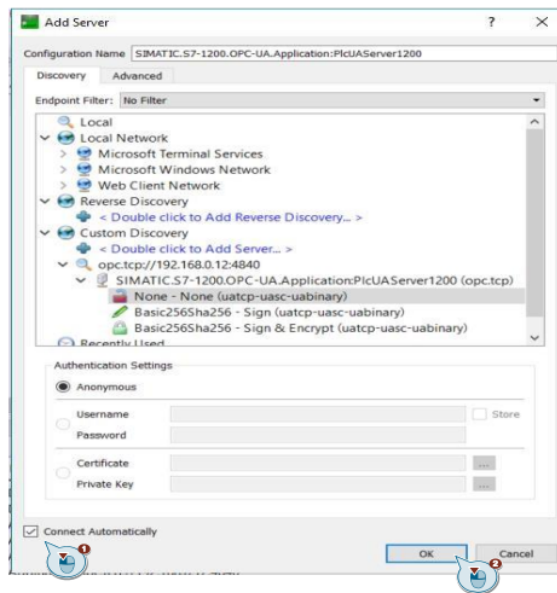 Add Server
Configuration Name SIMATIC.S7-1200.OPC-UA.Application:PlcUAServer1200
Discovery Advanced
Endpoint Filter: No Filter
Local
Local Network
Microsoft Terminal Services
Microsoft Windows Network
Web Client Network
Reverse Discovery
< Double click to Add Reverse Discovery... >
Custom Discovery
< Double click to Add Server... >
opc.tcp://192.168.0.12:4840
SIMATIC.S7-1200.OPC-UA.Application:PlcUAServer1200 (opc.tcp)
None - None (uatcp-uasc-uabinary)
Basic256Sha256 - Sign (uatcp-uasc-uabinary)
Basic256Sha256 - Sign & Encrypt (uatcp-uasc-uabinary)
Recently Used
Authentication Settings
Anonymous
Username Store
Password
Certificate ...
Private Key ...
Connect Automatically
1
OK Cancel
2